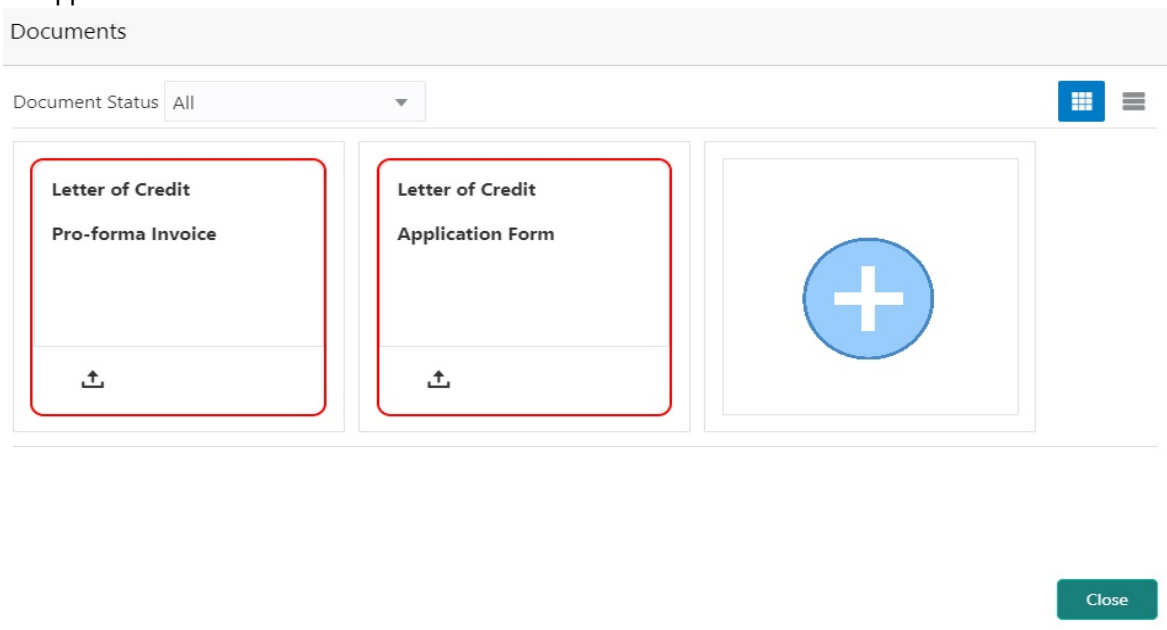 Documents
Document Status All
Letter of Credit
Pro-forma Invoice
Letter of Credit
Application Form
Close